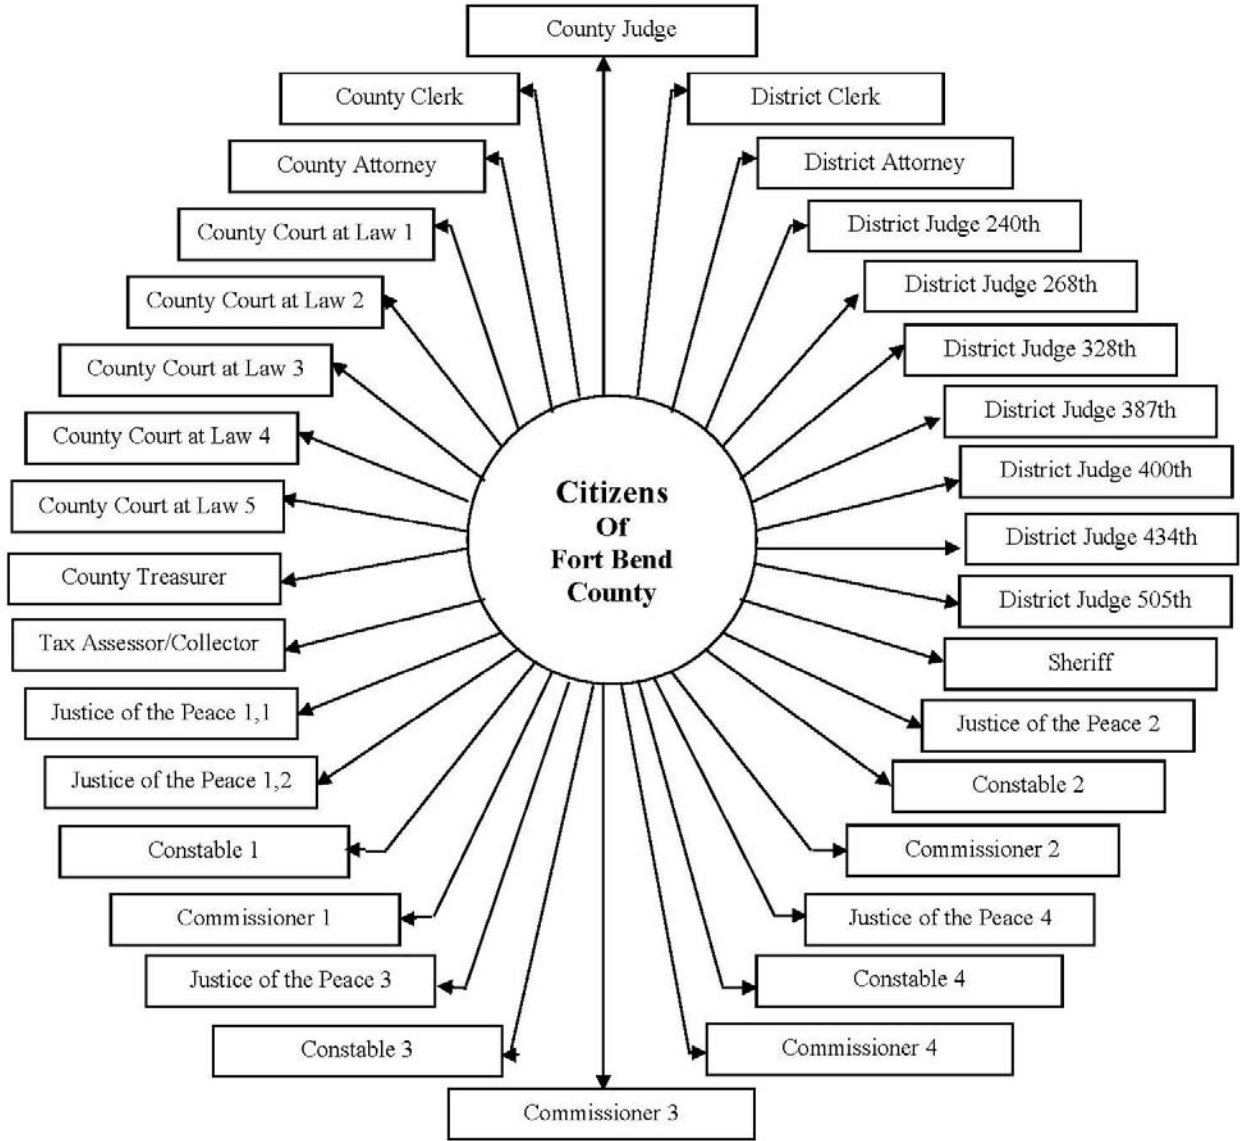 County Judge
County Clerk
District Clerk
County Attorney
District Attorney
County Court at Law 1
District Judge 240th
County Court at Law 2
District Judge 268th
County Court at Law 3
District Judge 328th
County Court at Law 4
District Judge 387th
County Court at Law 5
District Judge 400th
Citizens
Of
Fort Bend
County
District Judge 434th
County Treasurer
District Judge 505th
Tax Assessor/Collector
Sheriff
Justice of the Peace 1,1
Justice of the Peace 2
Justice of the Peace 1,2
Constable 2
Constable 1
Commissioner 2
Commissioner 1
Justice of the Peace 4
Justice of the Peace 3
Constable 4
Constable 3
Commissioner 4
Commissioner 3